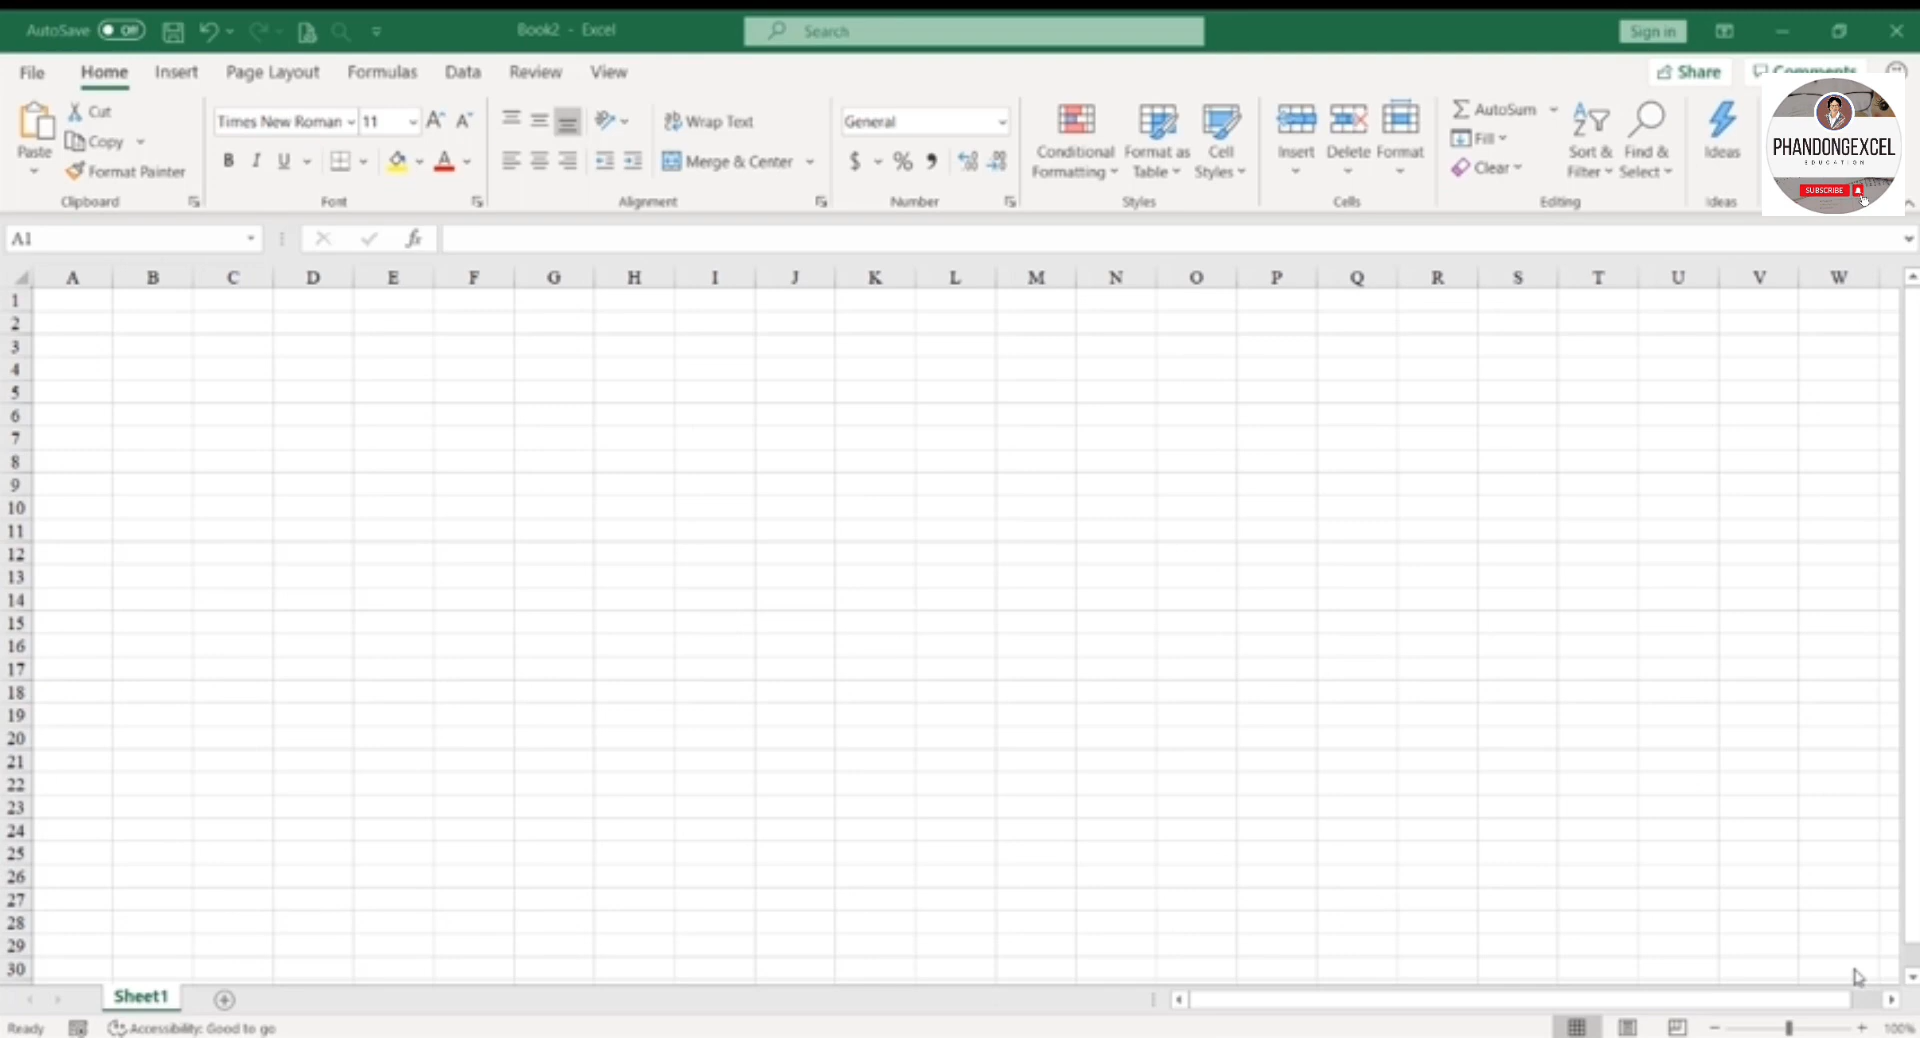 AutoSave Off Book2 - Excel Search Sign in
File Home Insert Page Layout Formulas Data Review View Share Comments
Paste Cut Copy Format Painter
Clipboard
Times New Roman 11
B I U A
Font
Wrap Text
Merge & Center
Alignment
General
$ % 9
Number
Conditional Formatting Format as Table Cell Styles
Styles
Insert Delete Format
Cells
AutoSum
Fill
Clear
Sort & Filter Find & Select
Editing
Ideas
Ideas
PHANDONGEXCEL
EDUCATION
SUBSCRIBE
A1 fx
A B C D E F G H I J K L M N O P Q R S T U V W
1
2
3
4
5
6
7
8
9
10
11
12
13
14
15
16
17
18
19
20
21
22
23
24
25
26
27
28
29
30
Sheet1
Ready Accessibility: Good to go 100%